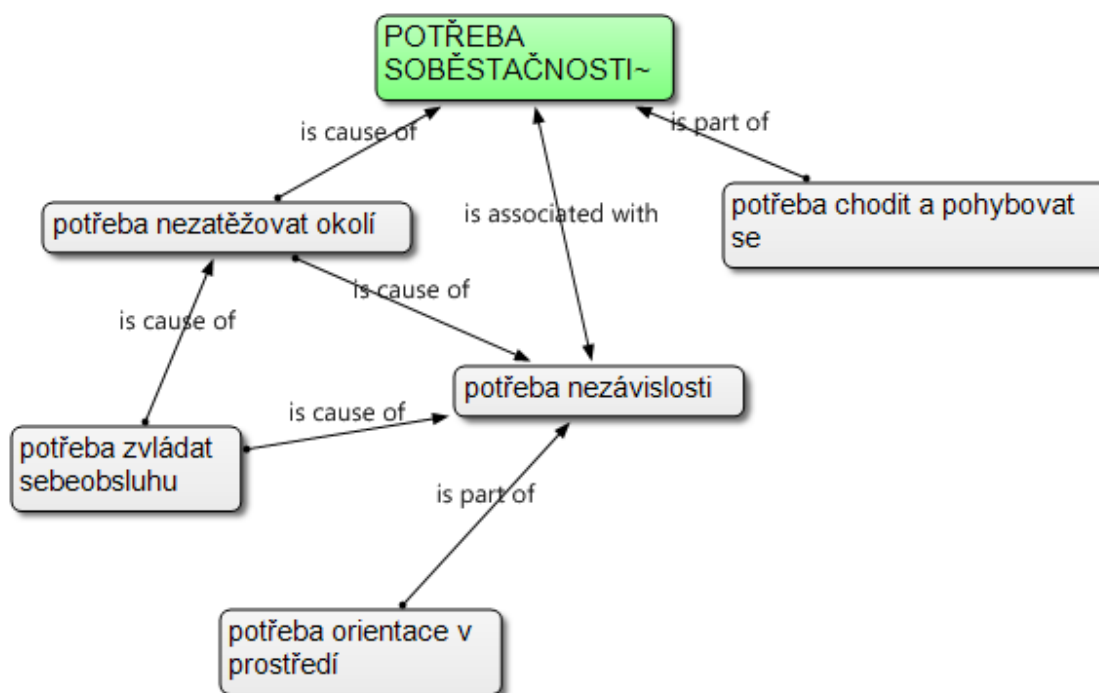 POTŘEBA
SOBĚSTAČNOSTI~
is cause of
is part of
potřeba nezatěžovat okolí
is associated with
potřeba chodit a pohybovat
se
is cause of
is cause of
potřeba nezávislosti
is cause of
potřeba zvládat
sebeobsluhu
is part of
potřeba orientace v
prostředí